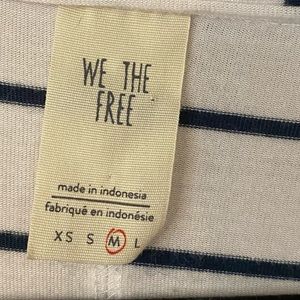 WE THE
FREE
made in indonesia
fabriqué en indonésie
XS S M L